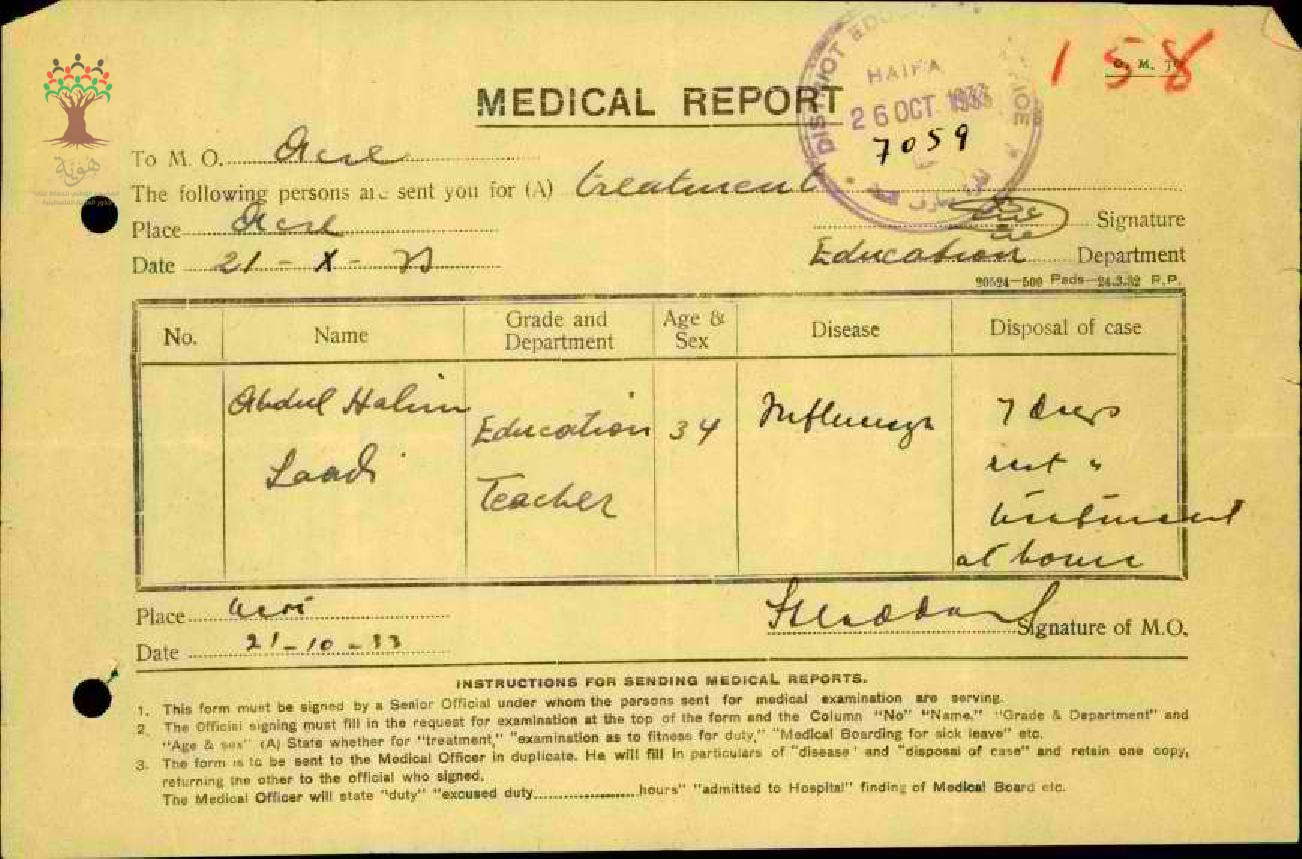 158
MEDICAL REPORT
HAIFA
26 OCT. 1933
7059
هوية
To M. O. Acre
The following persons are sent you for (A) treatment
Place Acre
Signature
Date 21 - X - 33
Education Department
90594—500 Pads—24.3.32 R.P.
No. Name Grade and Department Age & Sex Disease Disposal of case
Abdul Halim Education 34 Influenza 7 days
Saadi Teacher rest
treatment
at home
Place Acre
Signature of M.O.
Date 21-10-33
INSTRUCTIONS FOR SENDING MEDICAL REPORTS.
1. This form must be signed by a Senior Official under whom the persons sent for medical examination are serving.
2. The Official signing must fill in the request for examination at the top of the form and the Column "No" "Name." "Grade & Department" and
"Age & sex" (A) State whether for "treatment," "examination as to fitness for duty," "Medical Boarding for sick leave" etc.
3. The form is to be sent to the Medical Officer in duplicate. He will fill in particulars of "disease' and "disposal of case" and retain one copy,
returning the other to the official who signed.
The Medical Officer will state "duty" "excused duty....................hours" "admitted to Hospital" finding of Medical Board etc.